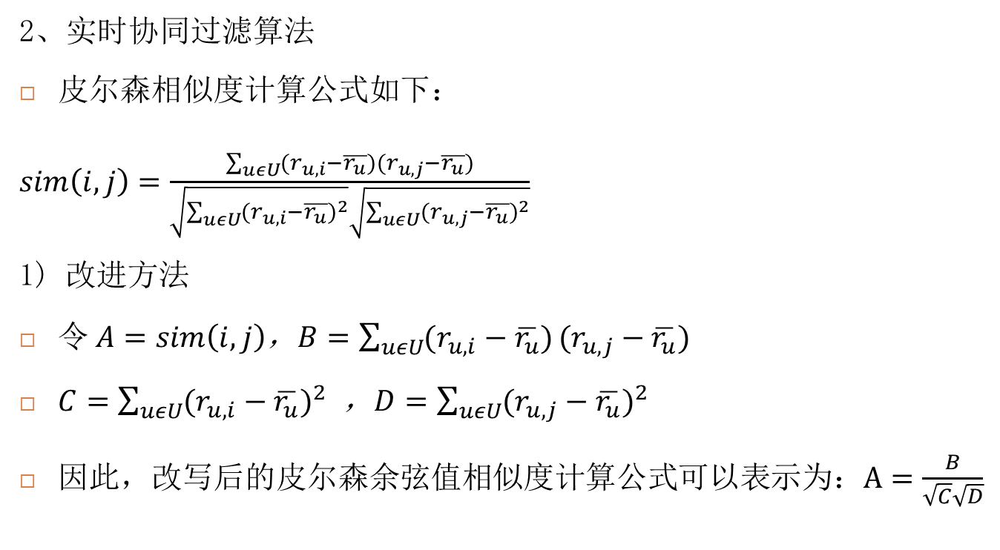 2、实时协同过滤算法
□ 皮尔森相似度计算公式如下：
$sim(i,j) = \frac{\sum_{u\epsilon U}(r_{u,i}-\overline{r_u})(r_{u,j}-\overline{r_u})}{\sqrt{\sum_{u\epsilon U}(r_{u,i}-\overline{r_u})^2}\sqrt{\sum_{u\epsilon U}(r_{u,j}-\overline{r_u})^2}}$
1) 改进方法
□ 令 $A = sim(i,j)$，$B = \sum_{u\epsilon U}(r_{u,i}-\overline{r_u})(r_{u,j}-\overline{r_u})$
□ $C = \sum_{u\epsilon U}(r_{u,i}-\overline{r_u})^2$ ，$D = \sum_{u\epsilon U}(r_{u,j}-\overline{r_u})^2$
□ 因此，改写后的皮尔森余弦值相似度计算公式可以表示为：$A = \frac{B}{\sqrt{C}\sqrt{D}}$